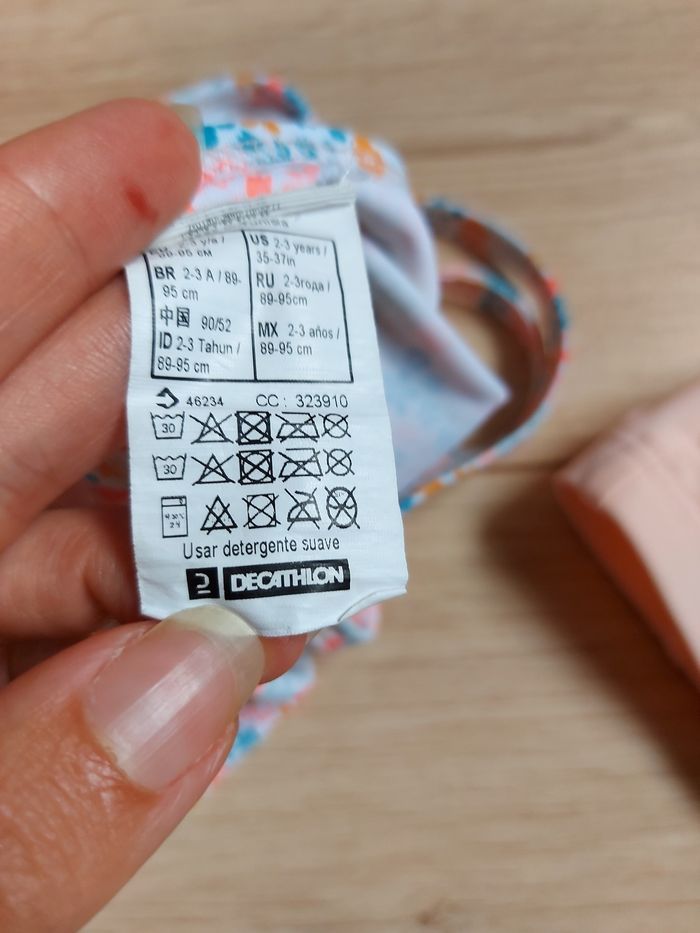 US 2-3 years /
35-37in
BR 2-3 A / 89-
95 cm
RU 2-3года /
89-95cm
中国 90/52
ID 2-3 Tahun /
89-95 cm
MX 2-3 años /
89-95 cm
46234 CC : 323910
30
30
Usar detergente suave
DECATHLON